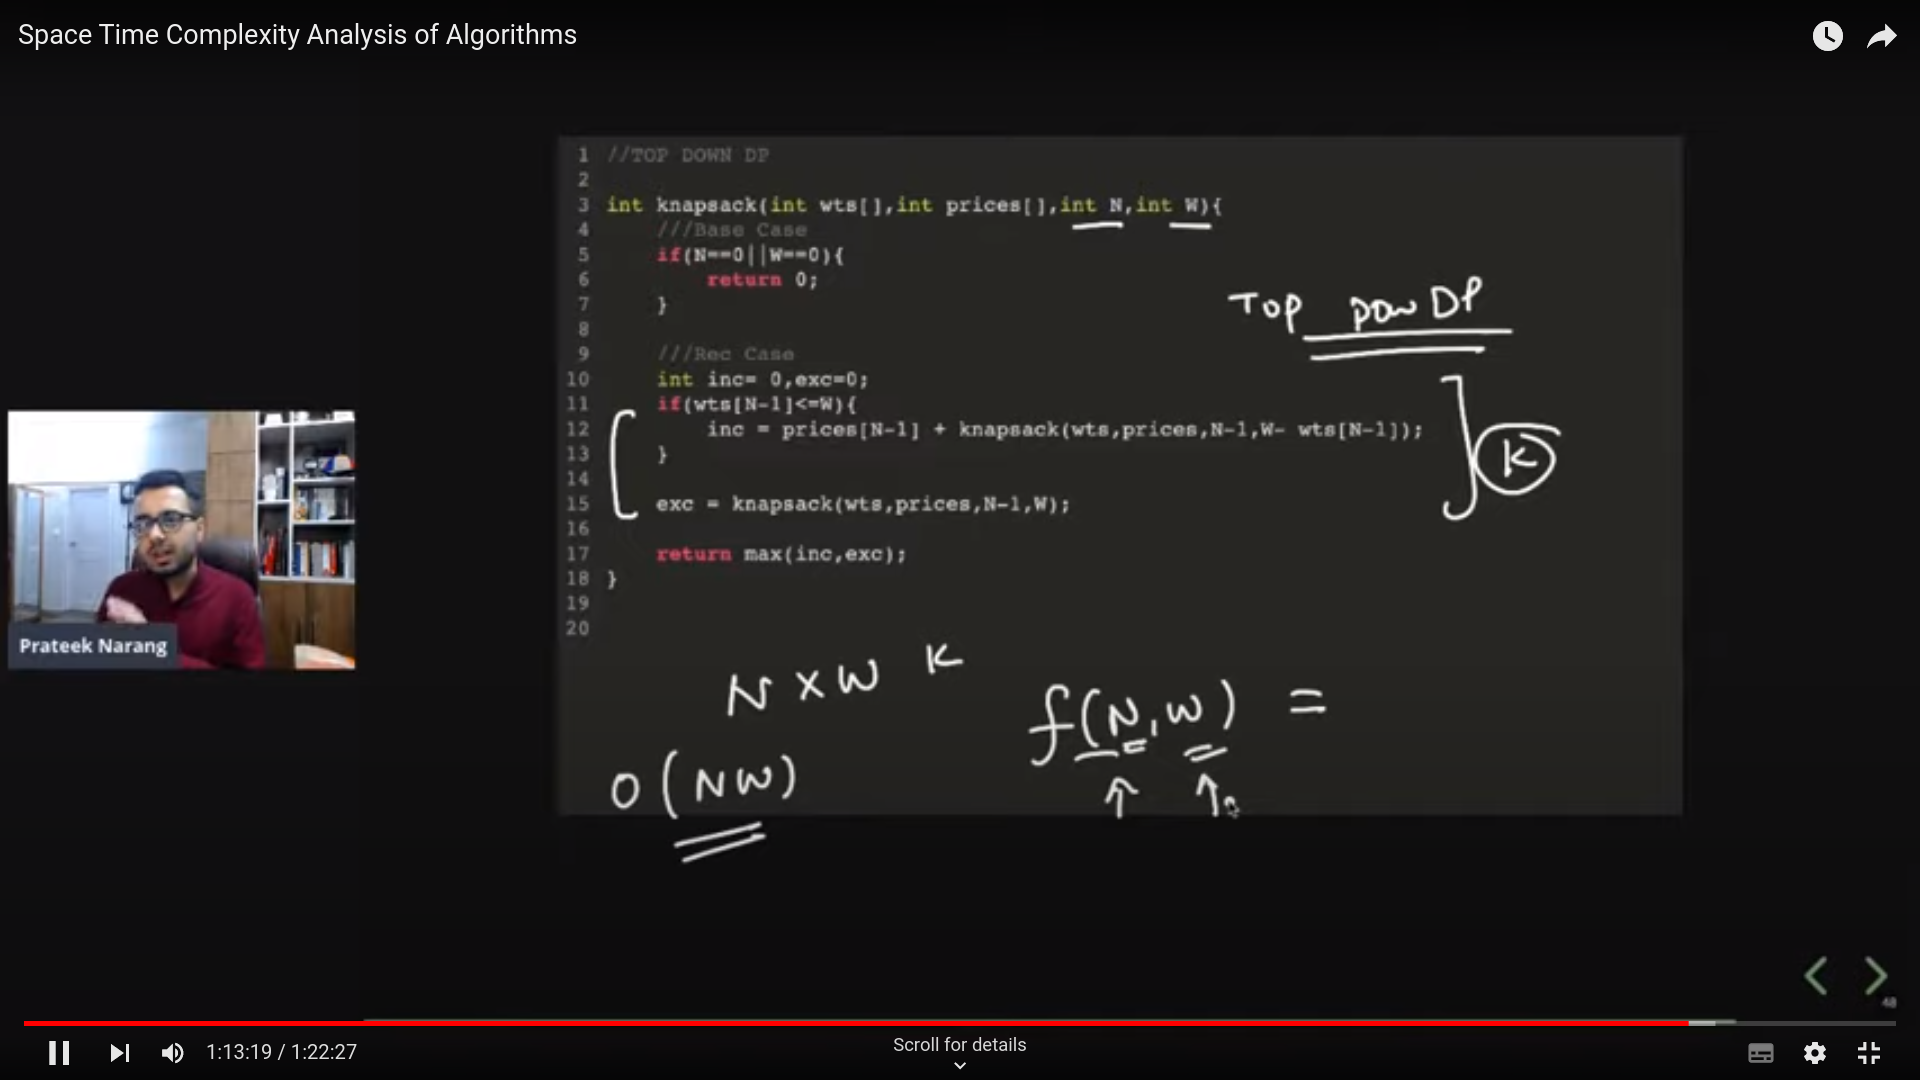 Space Time Complexity Analysis of Algorithms
1 //TOP DOWN DP
2
3 int knapsack(int wts[],int prices[],int N,int W){
4 ///Base Case
5 if(N==0||W==0){
6 return 0;
7 }
8
9 ///Rec Case
10 int inc= 0,exc=0;
11 if(wts[N-1]<=W){
12 inc = prices[N-1] + knapsack(wts,prices,N-1,W- wts[N-1]);
13 }
14
15 exc = knapsack(wts,prices,N-1,W);
16
17 return max(inc,exc);
18 }
19
20
Top Dow DP
K
Prateek Narang
N x W K
f(N,W) =
O(NW)
48
1:13:19 / 1:22:27
Scroll for details